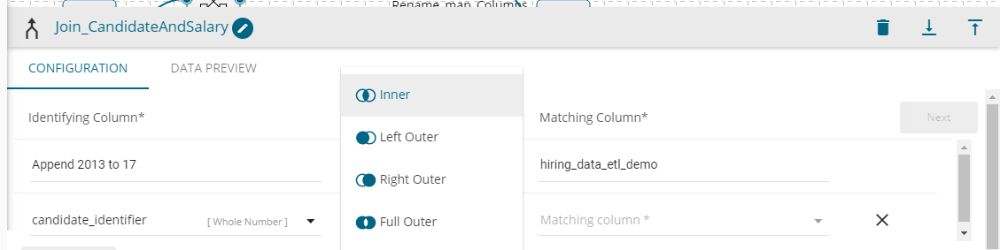 Rename_map_Columns
Join_CandidateAndSalary
CONFIGURATION DATA PREVIEW
Inner
Identifying Column* Matching Column* Next
Left Outer
Append 2013 to 17 hiring_data_etl_demo
Right Outer
candidate_identifier [ Whole Number ] Matching column *
Full Outer